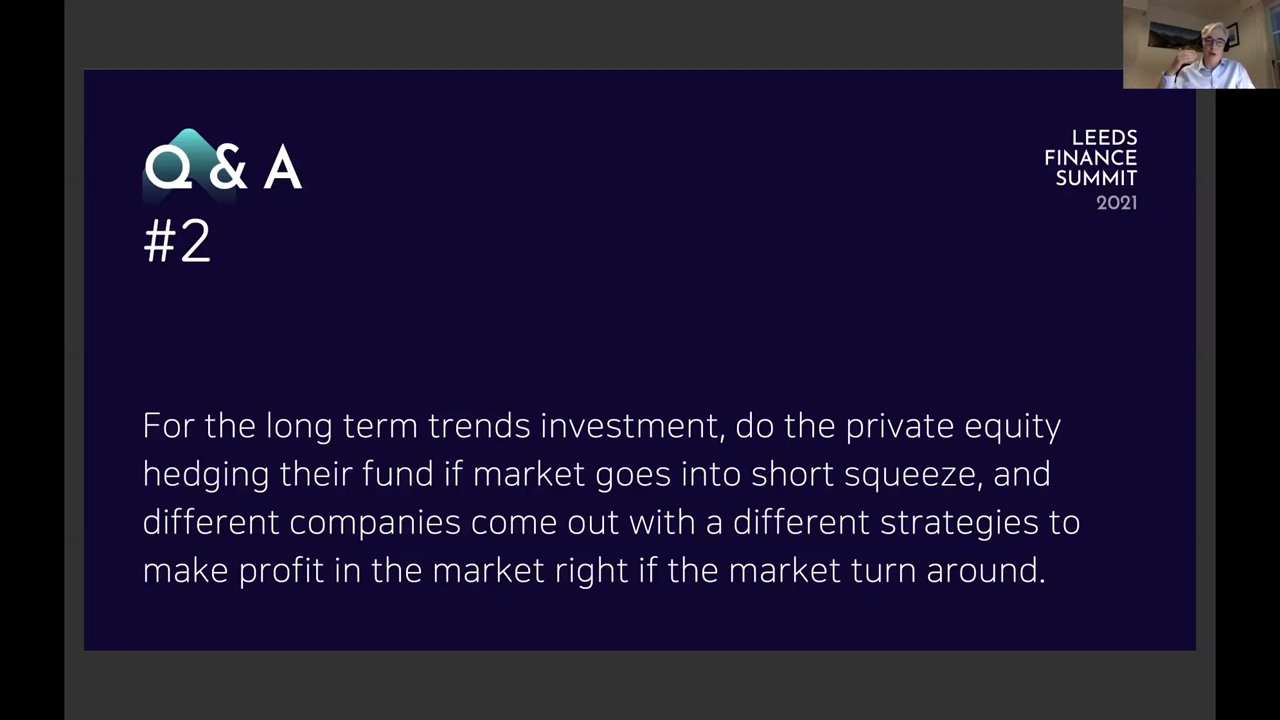 Q & A
#2
LEEDS
FINANCE
SUMMIT
2021
For the long term trends investment, do the private equity
hedging their fund if market goes into short squeeze, and
different companies come out with a different strategies to
make profit in the market right if the market turn around.